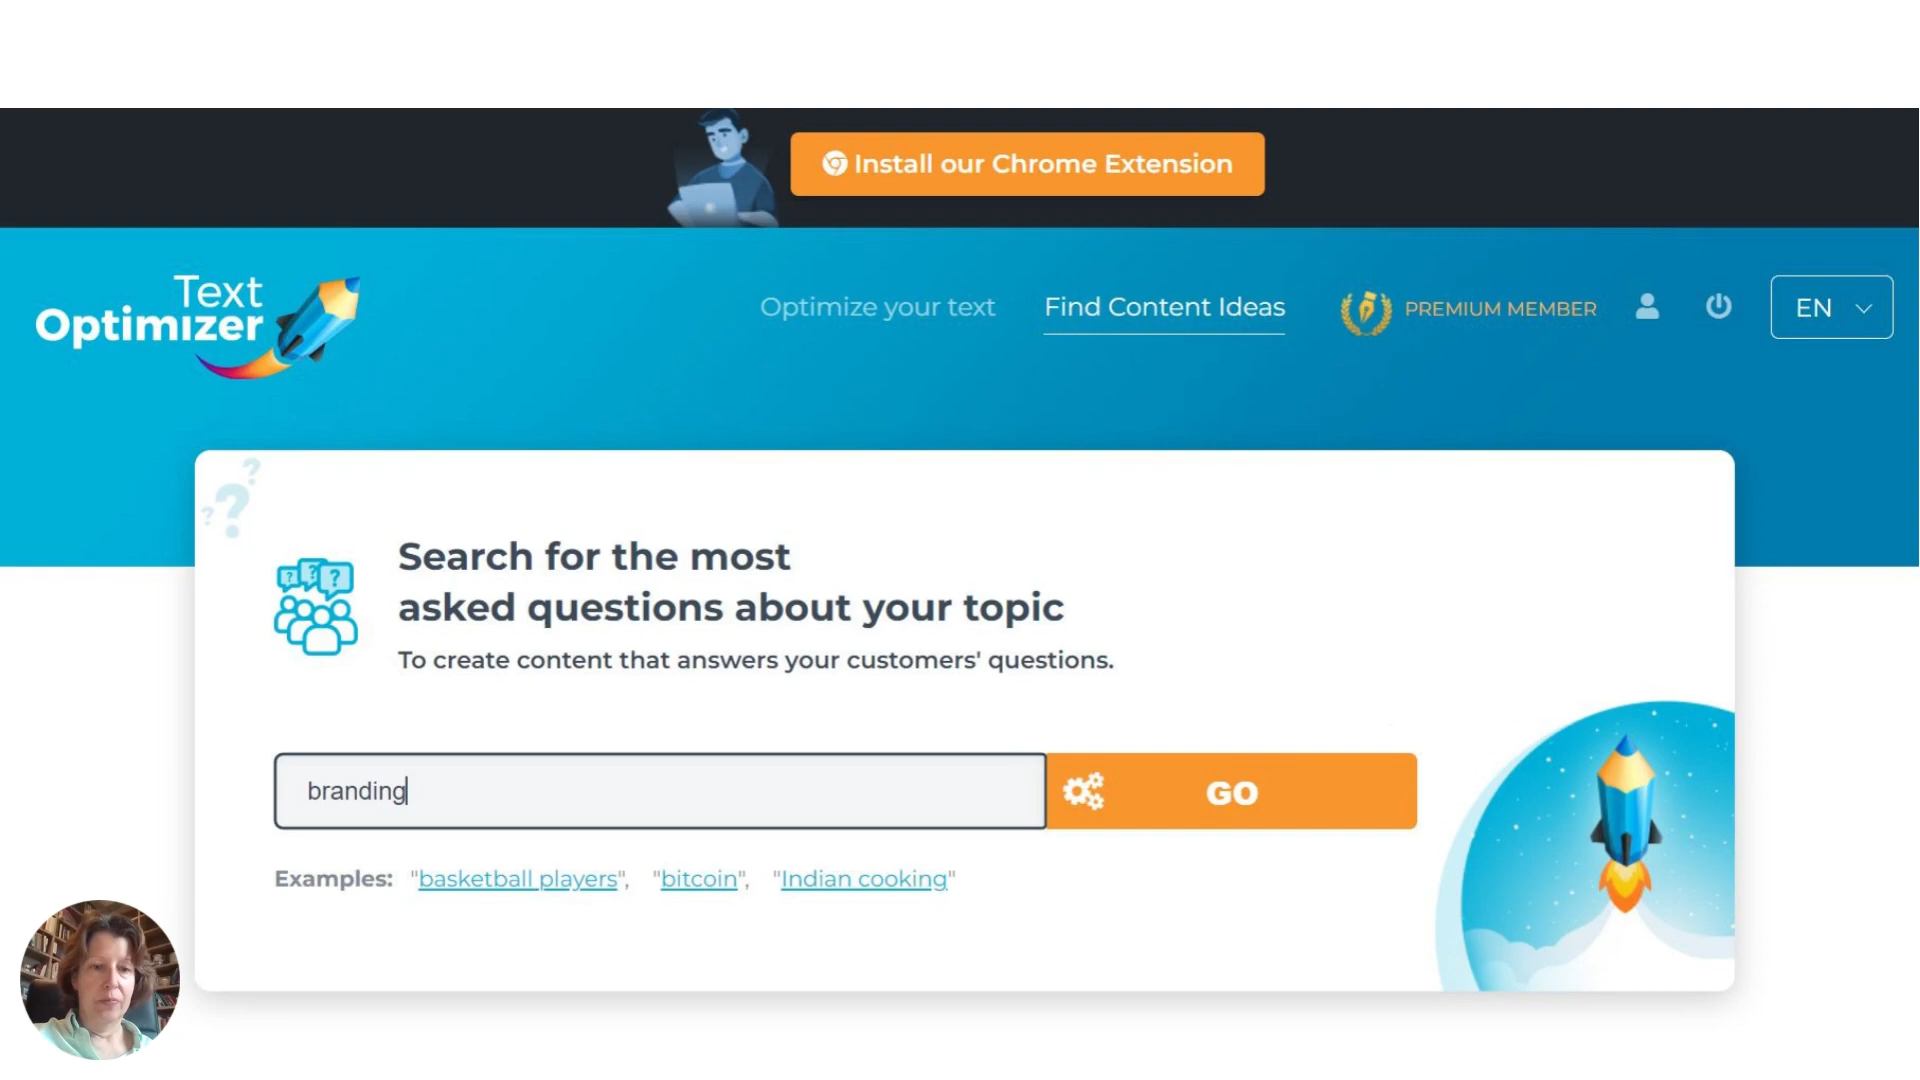 Install our Chrome Extension
Text
Optimizer
Optimize your text
Find Content Ideas
PREMIUM MEMBER
EN
Search for the most
asked questions about your topic
To create content that answers your customers' questions.
branding
GO
Examples: "basketball players", "bitcoin", "Indian cooking"